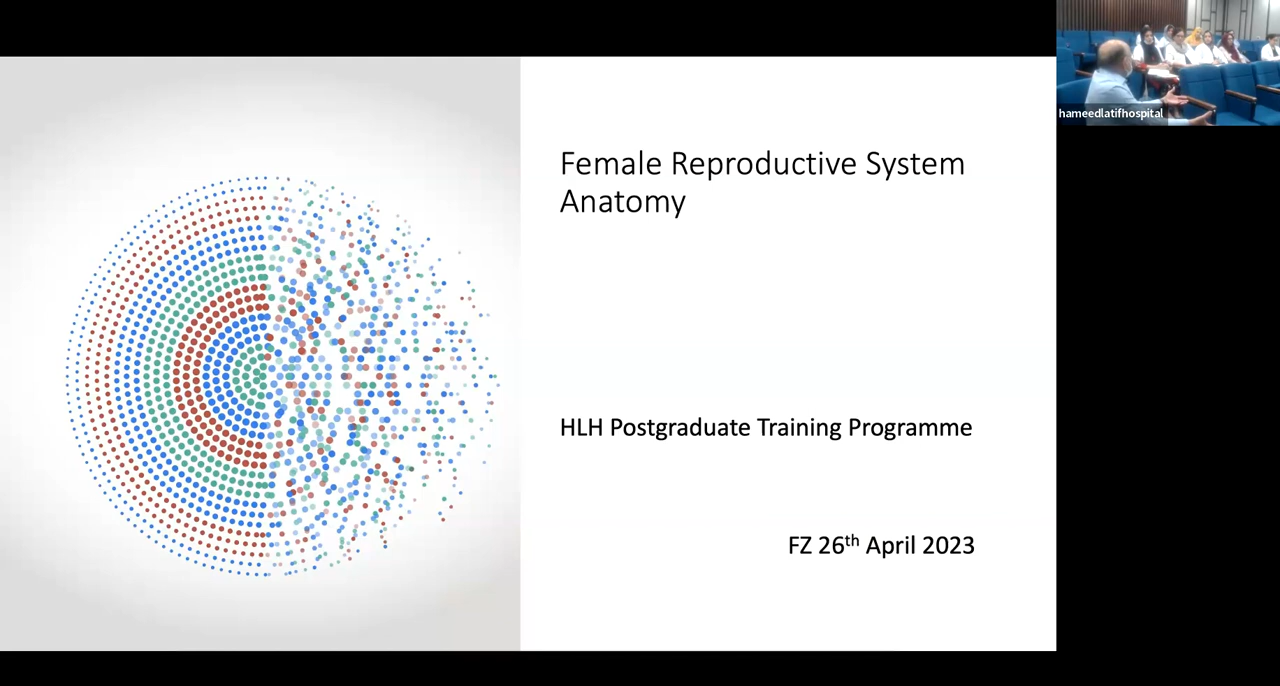 Female Reproductive System
Anatomy
HLH Postgraduate Training Programme
FZ 26th April 2023
hameedlatifhospital